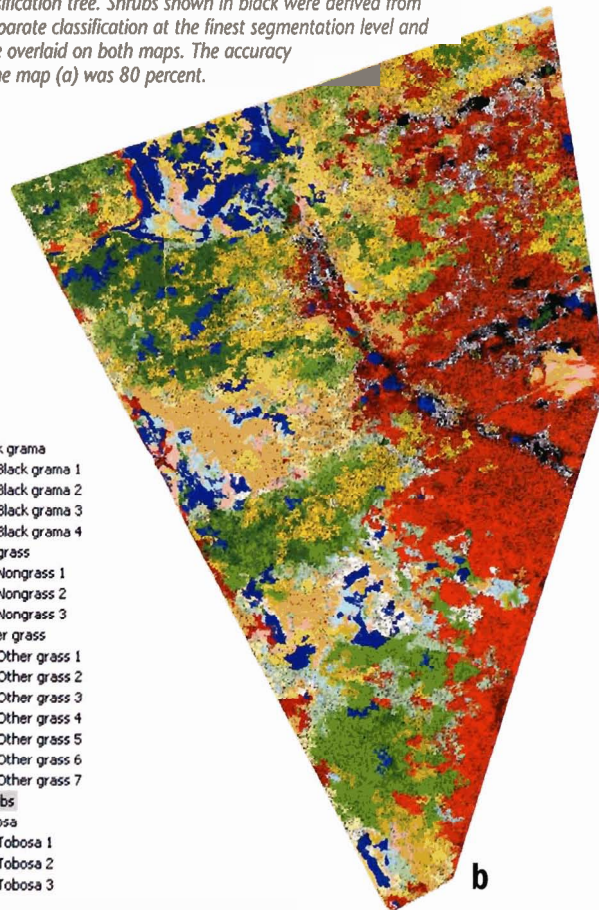 sification tree. Shrubs shown in black were derived from
parate classification at the finest segmentation level and
e overlaid on both maps. The accuracy
ne map (a) was 80 percent.
k grama
Black grama 1
Black grama 2
Black grama 3
Black grama 4
grass
Nongrass 1
Nongrass 2
Nongrass 3
er grass
Other grass 1
Other grass 2
Other grass 3
Other grass 4
Other grass 5
Other grass 6
Other grass 7
bs
osa
Tobosa 1
Tobosa 2
Tobosa 3
b